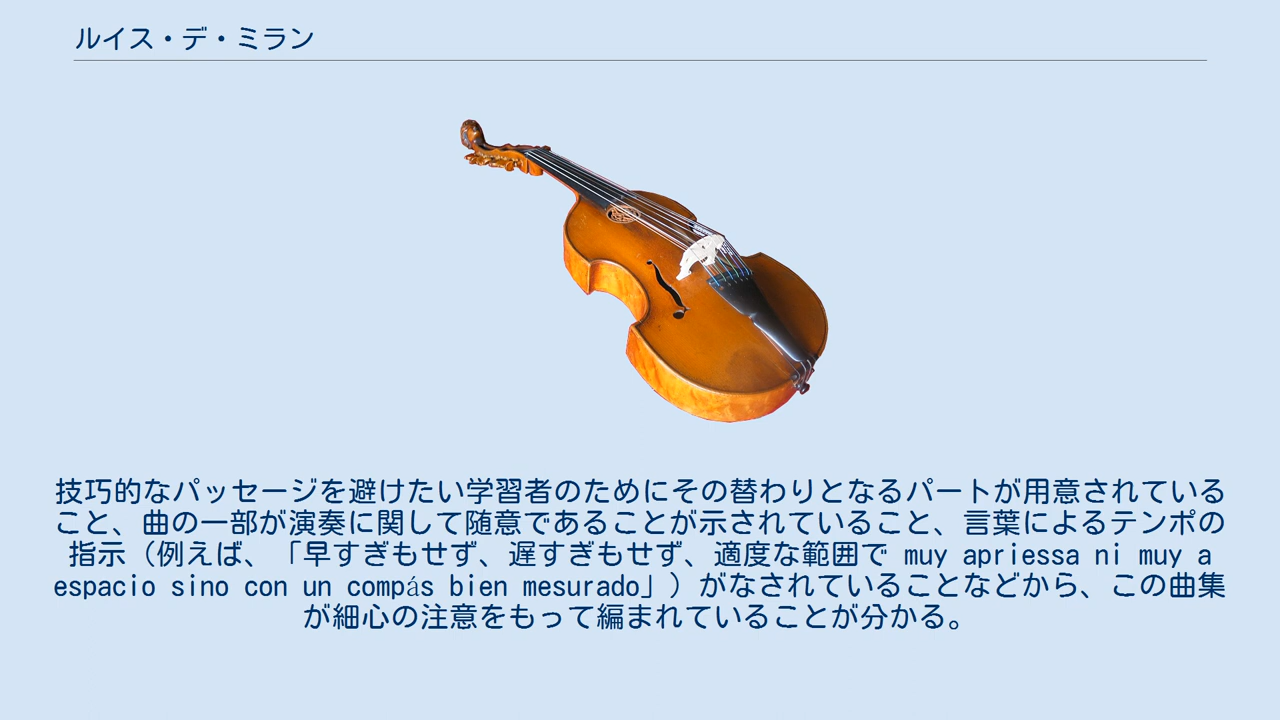 ルイス・デ・ミラン
技巧的なパッセージを避けたい学習者のためにその替わりとなるパートが用意されている
こと、曲の一部が演奏に関して随意であることが示されていること、言葉によるテンポの
指示（例えば、「早すぎもせず、遅すぎもせず、適度な範囲で muy apriessa ni muy a
espacio sino con un compás bien mesurado」）がなされていることなどから、この曲集
が細心の注意をもって編まれていることが分かる。